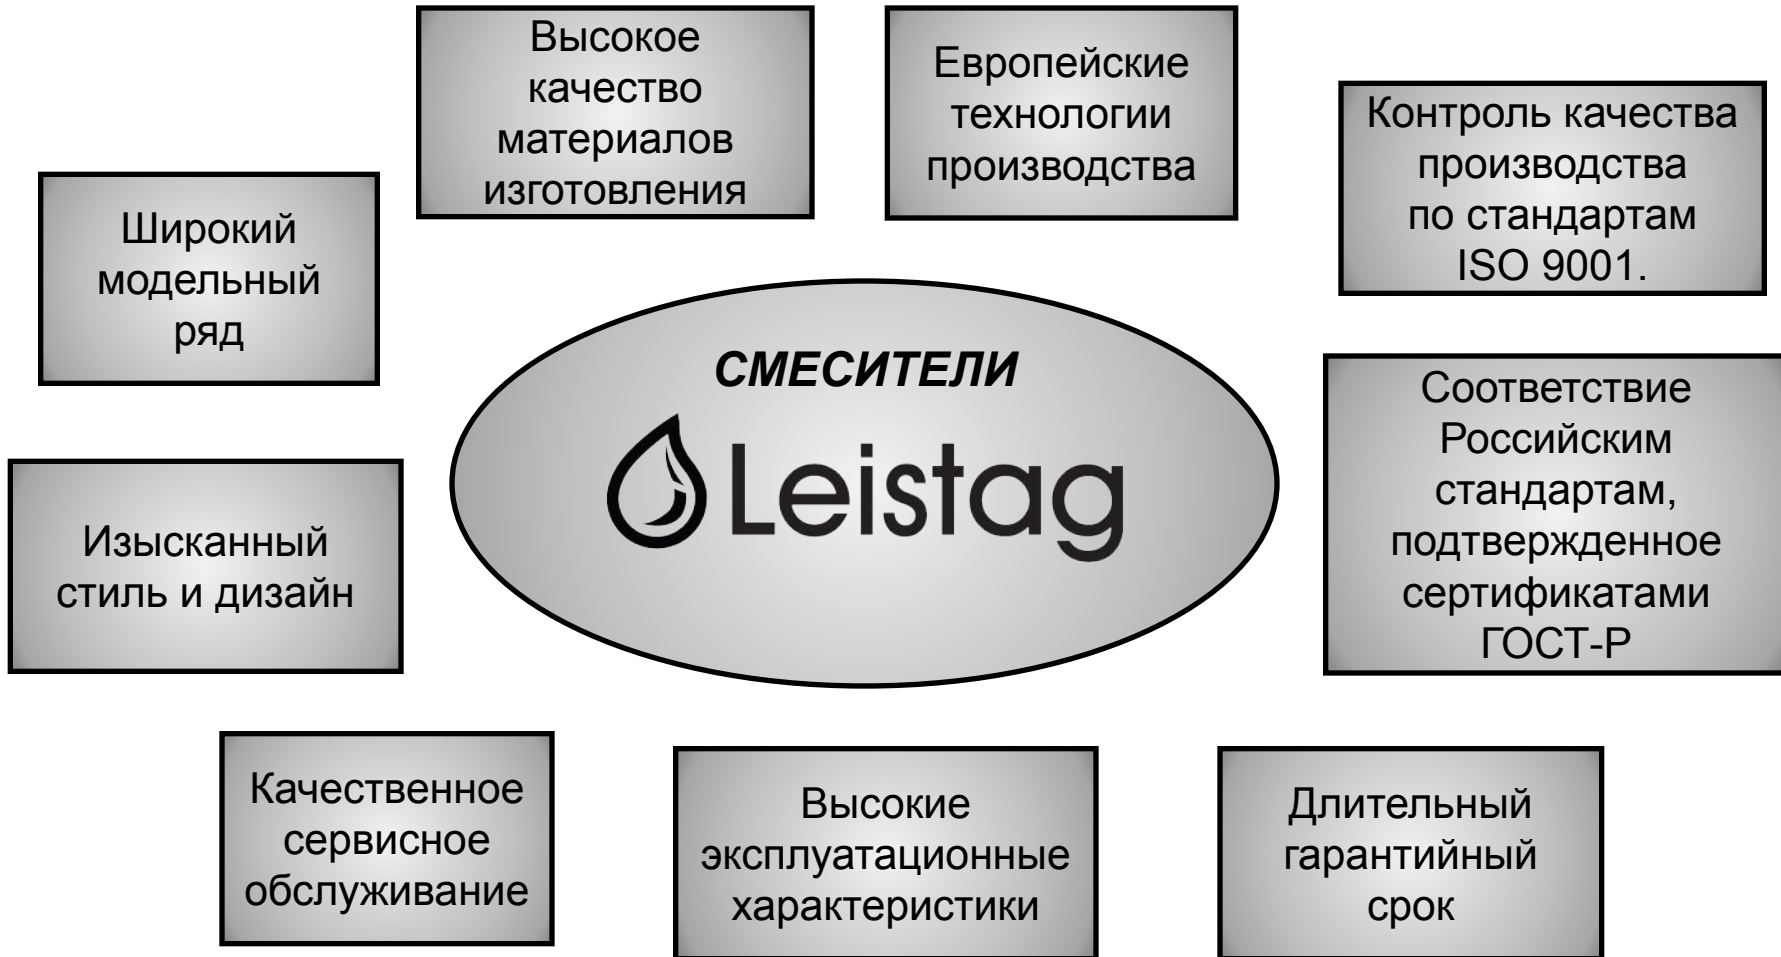 Высокое
качество
материалов
изготовления
Европейские
технологии
производства
Контроль качества
производства
по стандартам
ISO 9001.
Широкий
модельный
ряд
СМЕСИТЕЛИ
Leistag
Соответствие
Российским
стандартам,
подтвержденное
сертификатами
ГОСТ-Р
Изысканный
стиль и дизайн
Качественное
сервисное
обслуживание
Высокие
эксплуатационные
характеристики
Длительный
гарантийный
срок